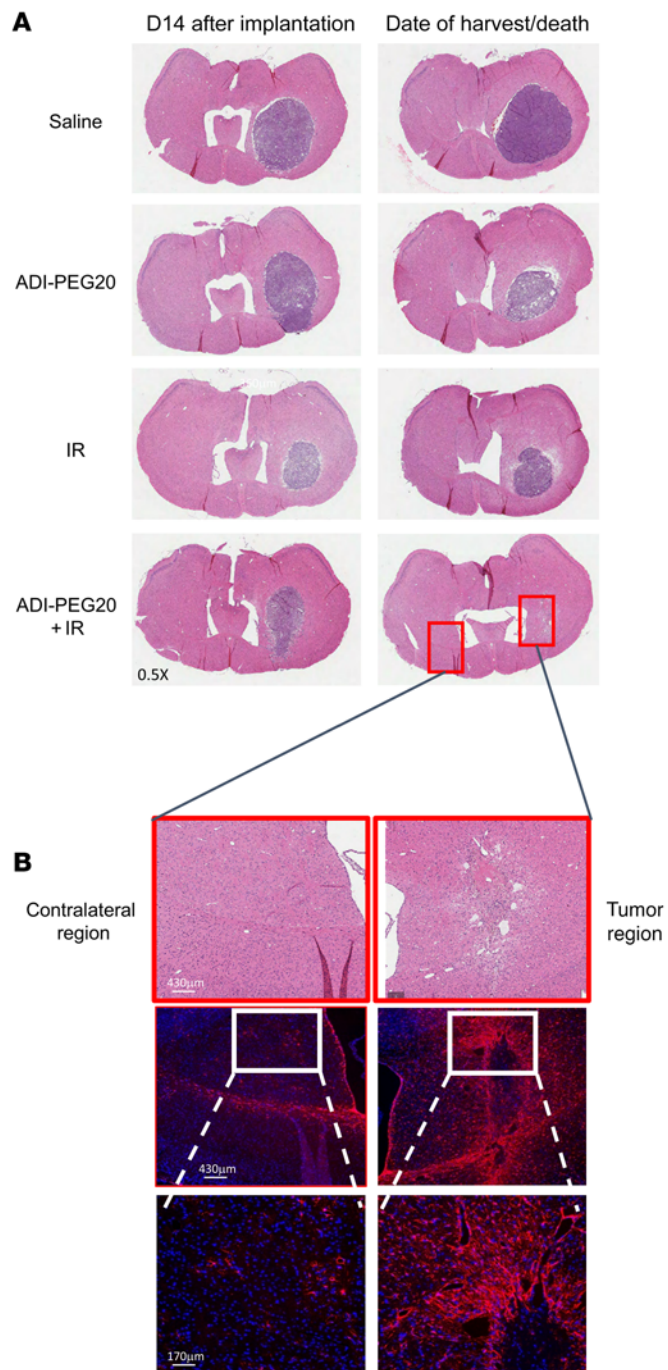 A
D14 after implantation
Date of harvest/death
Saline
ADI-PEG20
IR
ADI-PEG20
+ IR
0.5X
B
Contralateral
region
Tumor
region
430μm
430μm
170μm